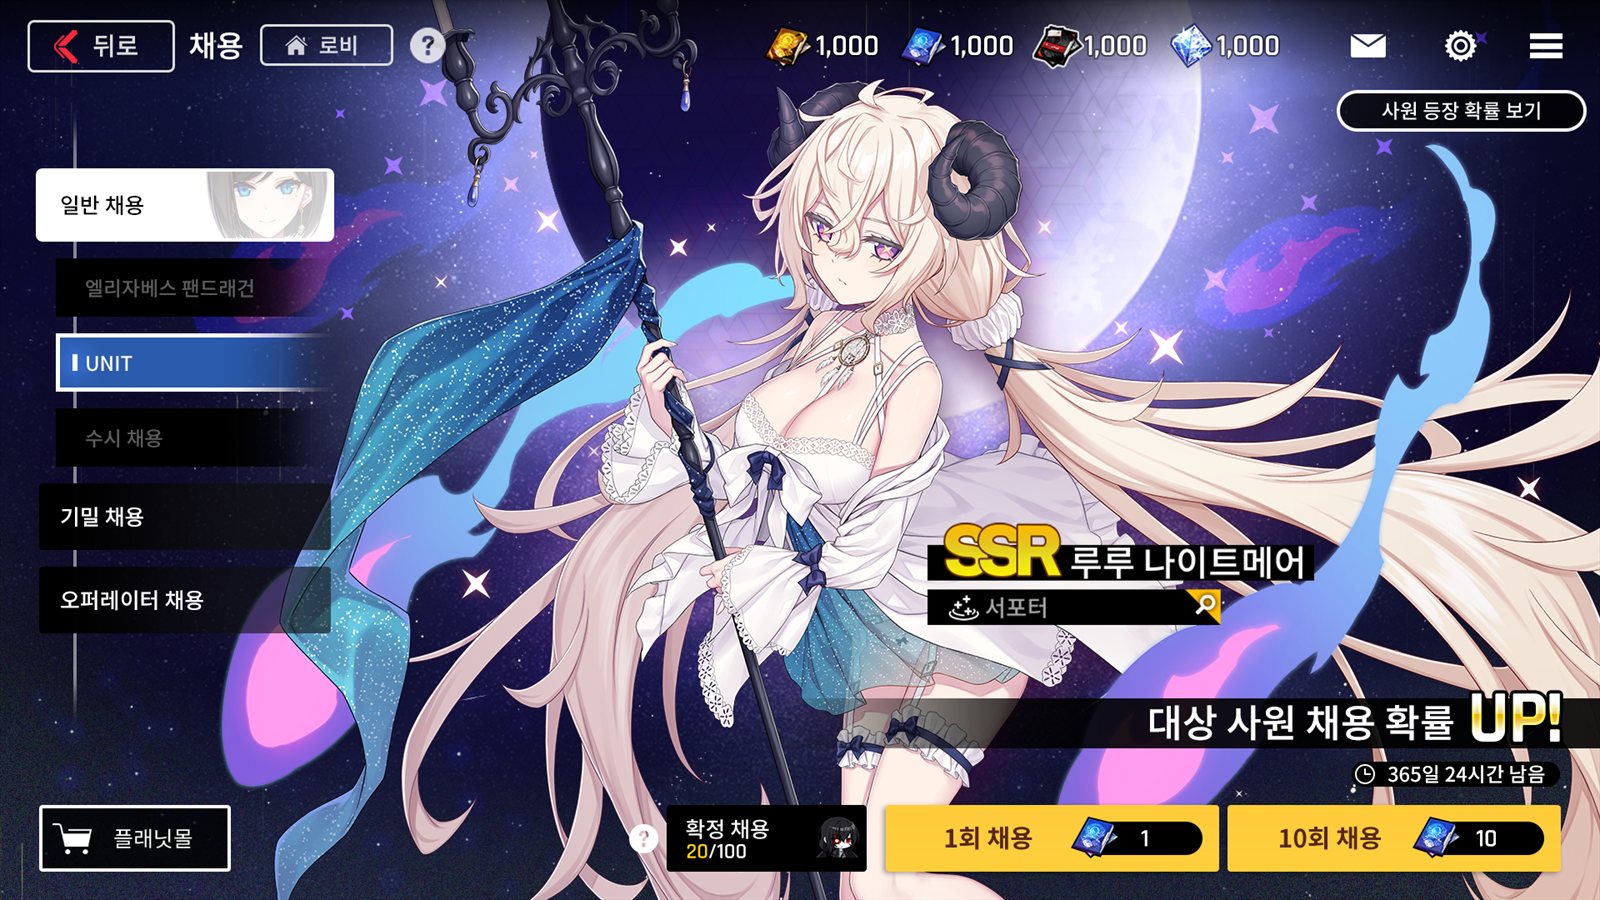 뒤로
채용
로비
?
1,000
1,000
1,000
1,000
사원 등장 확률 보기
일반 채용
엘리자베스 팬드래건
UNIT
수시 채용
기밀 채용
오퍼레이터 채용
SSR 루루 나이트메어
서포터
대상 사원 채용 확률 UP!
365일 24시간 남음
플래닛몰
?
확정 채용
20/100
1회 채용 1
10회 채용 10